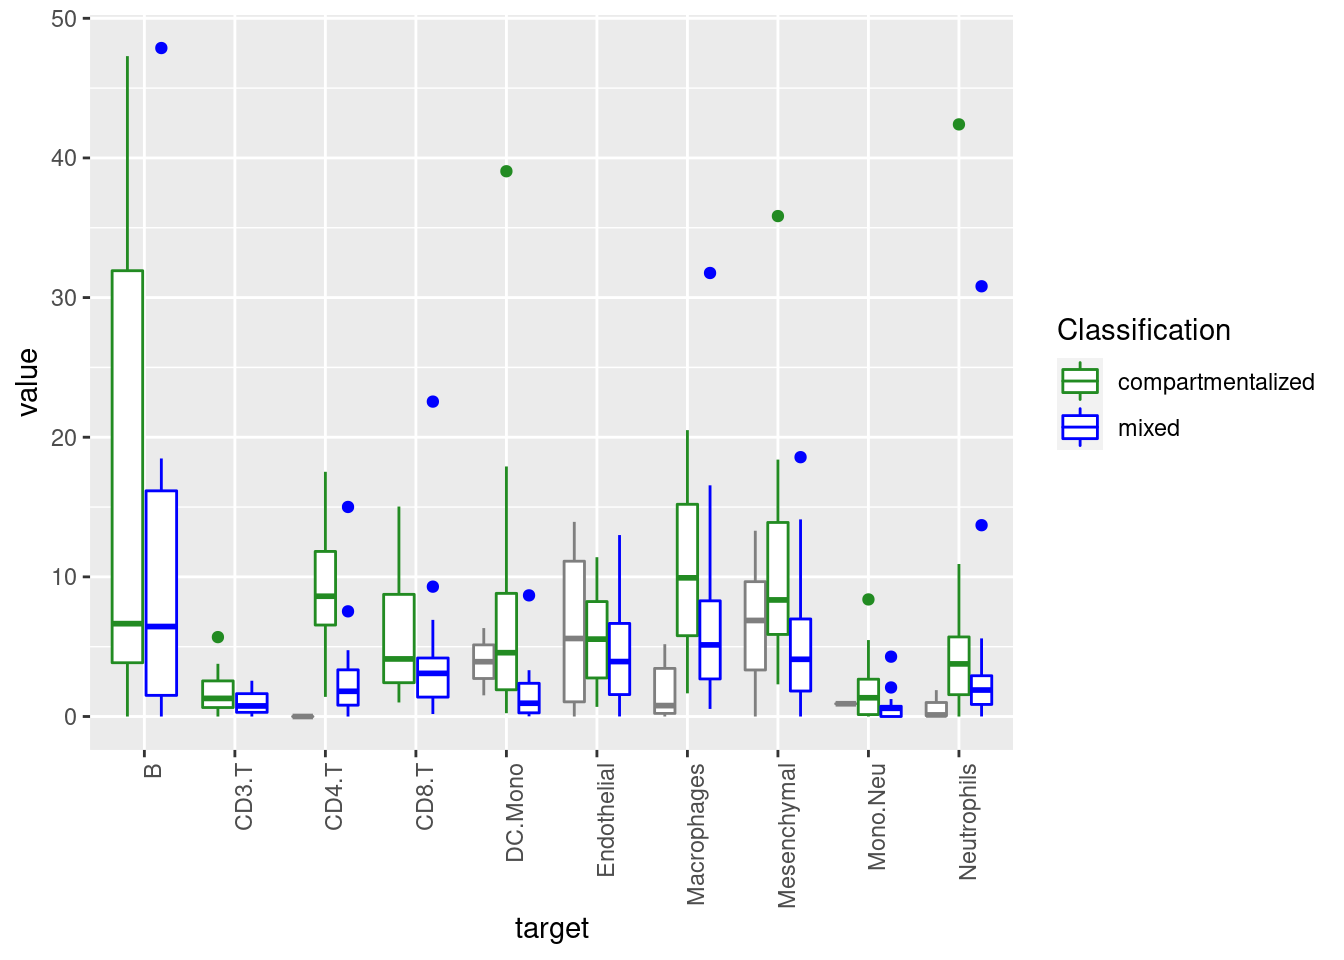 50
40
30
20
10
0
value
B
CD3.T
CD4.T
CD8.T
DC.Mono
Endothelial
Macrophages
Mesenchymal
Mono.Neu
Neutrophils
target
Classification
compartmentalized
mixed